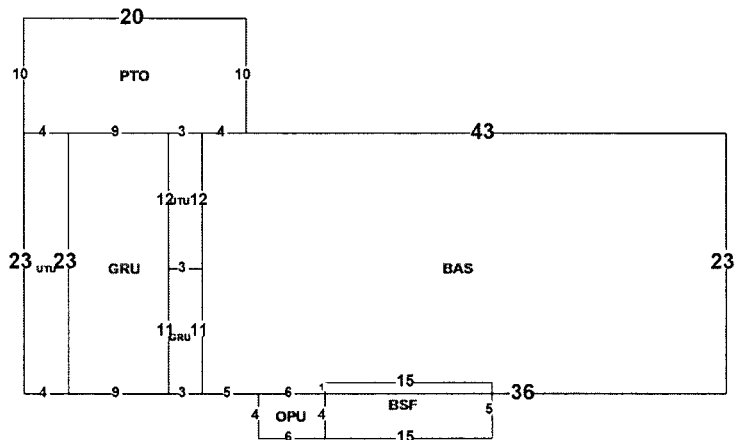 20
10 PTO 10
4 9 3 4 43
12 UTU 12
23 UTU 23 GRU 3 BAS 23
11 GRU 11
4 9 3 5 6 1 15 36
4 OPU 4 BSF 5
6 15